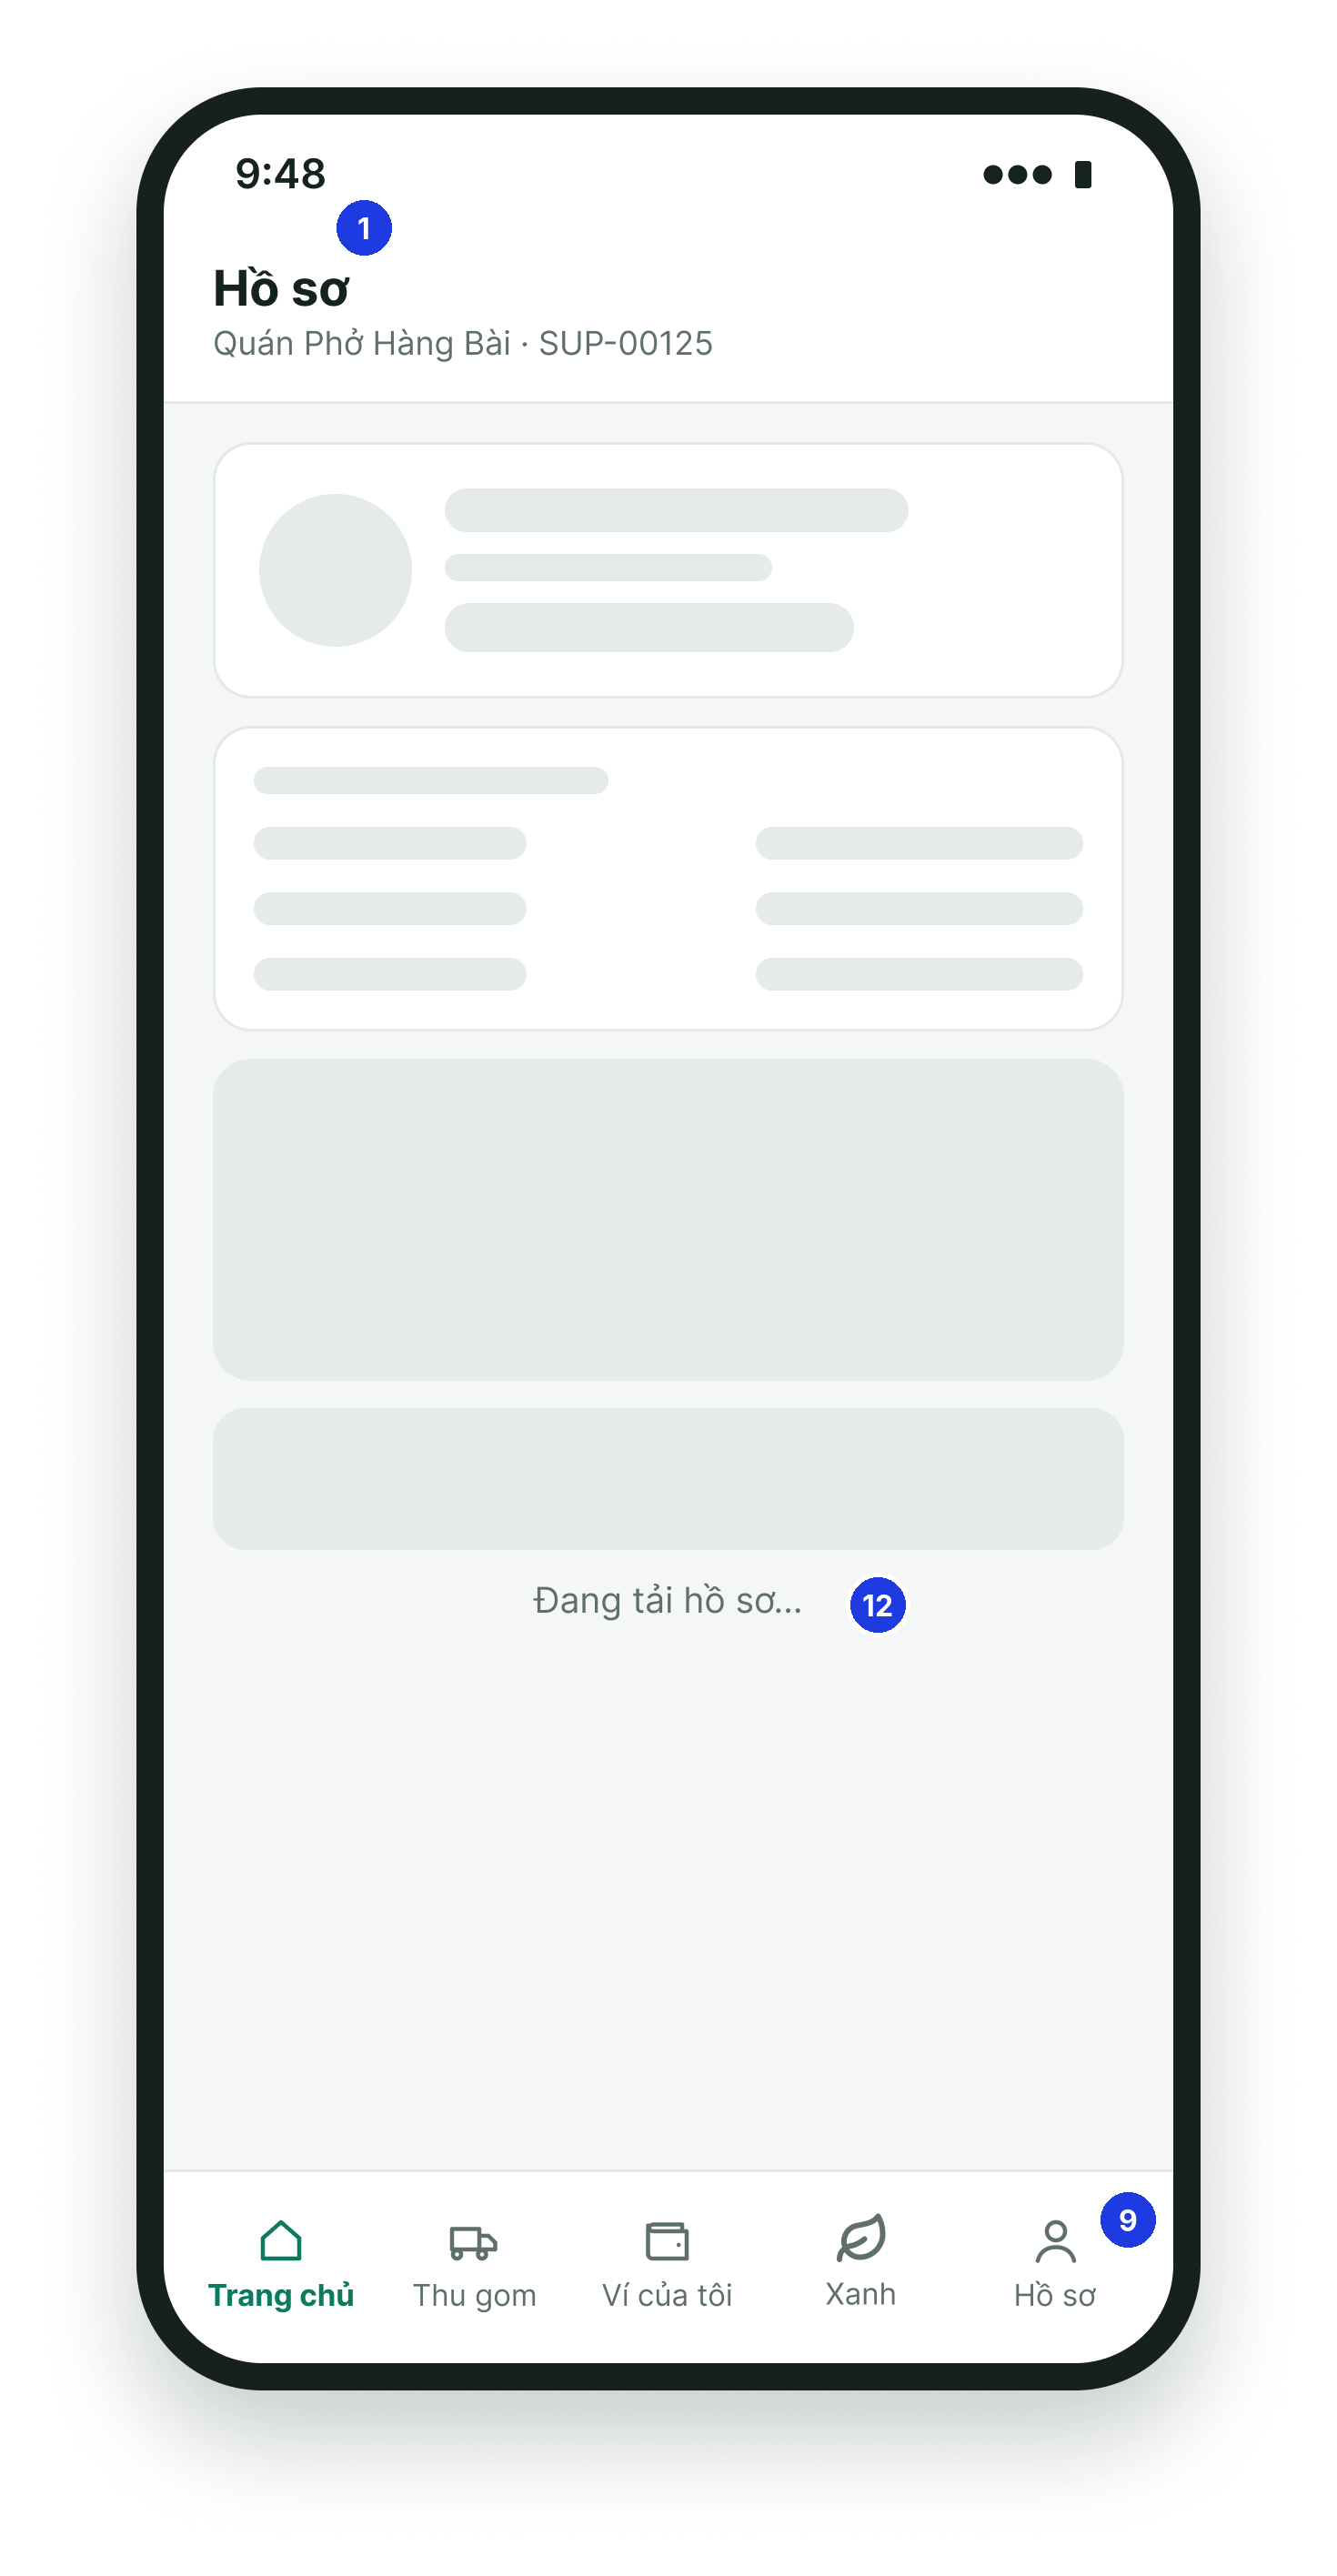 9:48
1
Hồ sơ
Quán Phở Hàng Bài · SUP-00125
Đang tải hồ sơ... 12
9
Trang chủ Thu gom Ví của tôi Xanh Hồ sơ